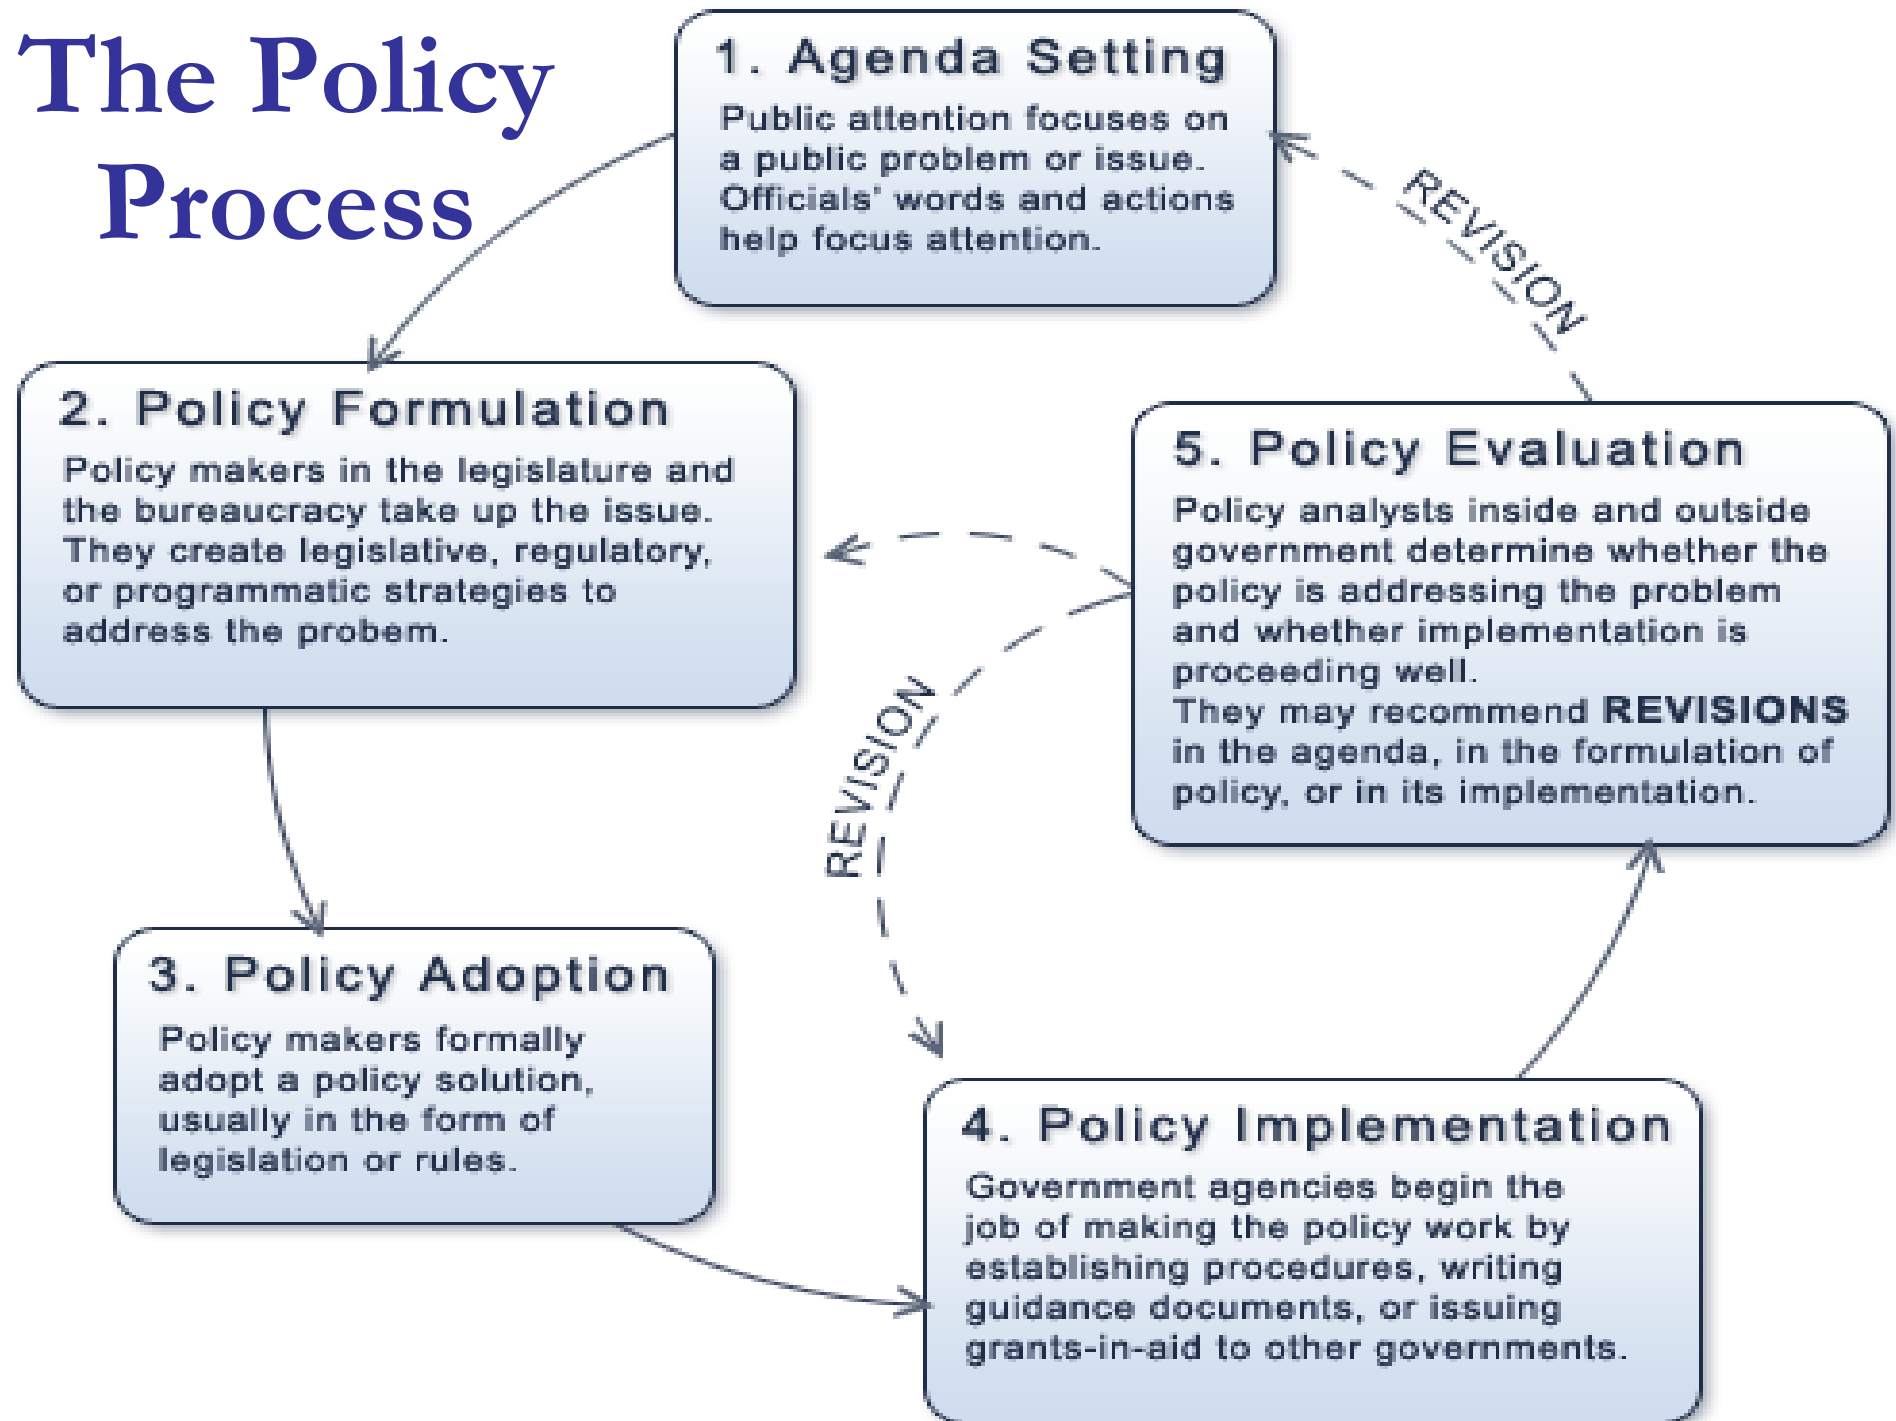 The Policy
Process
1. Agenda Setting
Public attention focuses on
a public problem or issue.
Officials' words and actions
help focus attention.
REVISION
2. Policy Formulation
Policy makers in the legislature and
the bureaucracy take up the issue.
They create legislative, regulatory,
or programmatic strategies to
address the probem.
5. Policy Evaluation
Policy analysts inside and outside
government determine whether the
policy is addressing the problem
and whether implementation is
proceeding well.
They may recommend REVISIONS
in the agenda, in the formulation of
policy, or in its implementation.
REVISION
3. Policy Adoption
Policy makers formally
adopt a policy solution,
usually in the form of
legislation or rules.
4. Policy Implementation
Government agencies begin the
job of making the policy work by
establishing procedures, writing
guidance documents, or issuing
grants-in-aid to other governments.